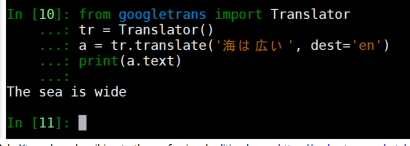 In [10]: from googletrans import Translator
...: tr = Translator()
...: a = tr.translate('海は広い', dest='en')
...: print(a.text)
...:
The sea is wide
In [11]: